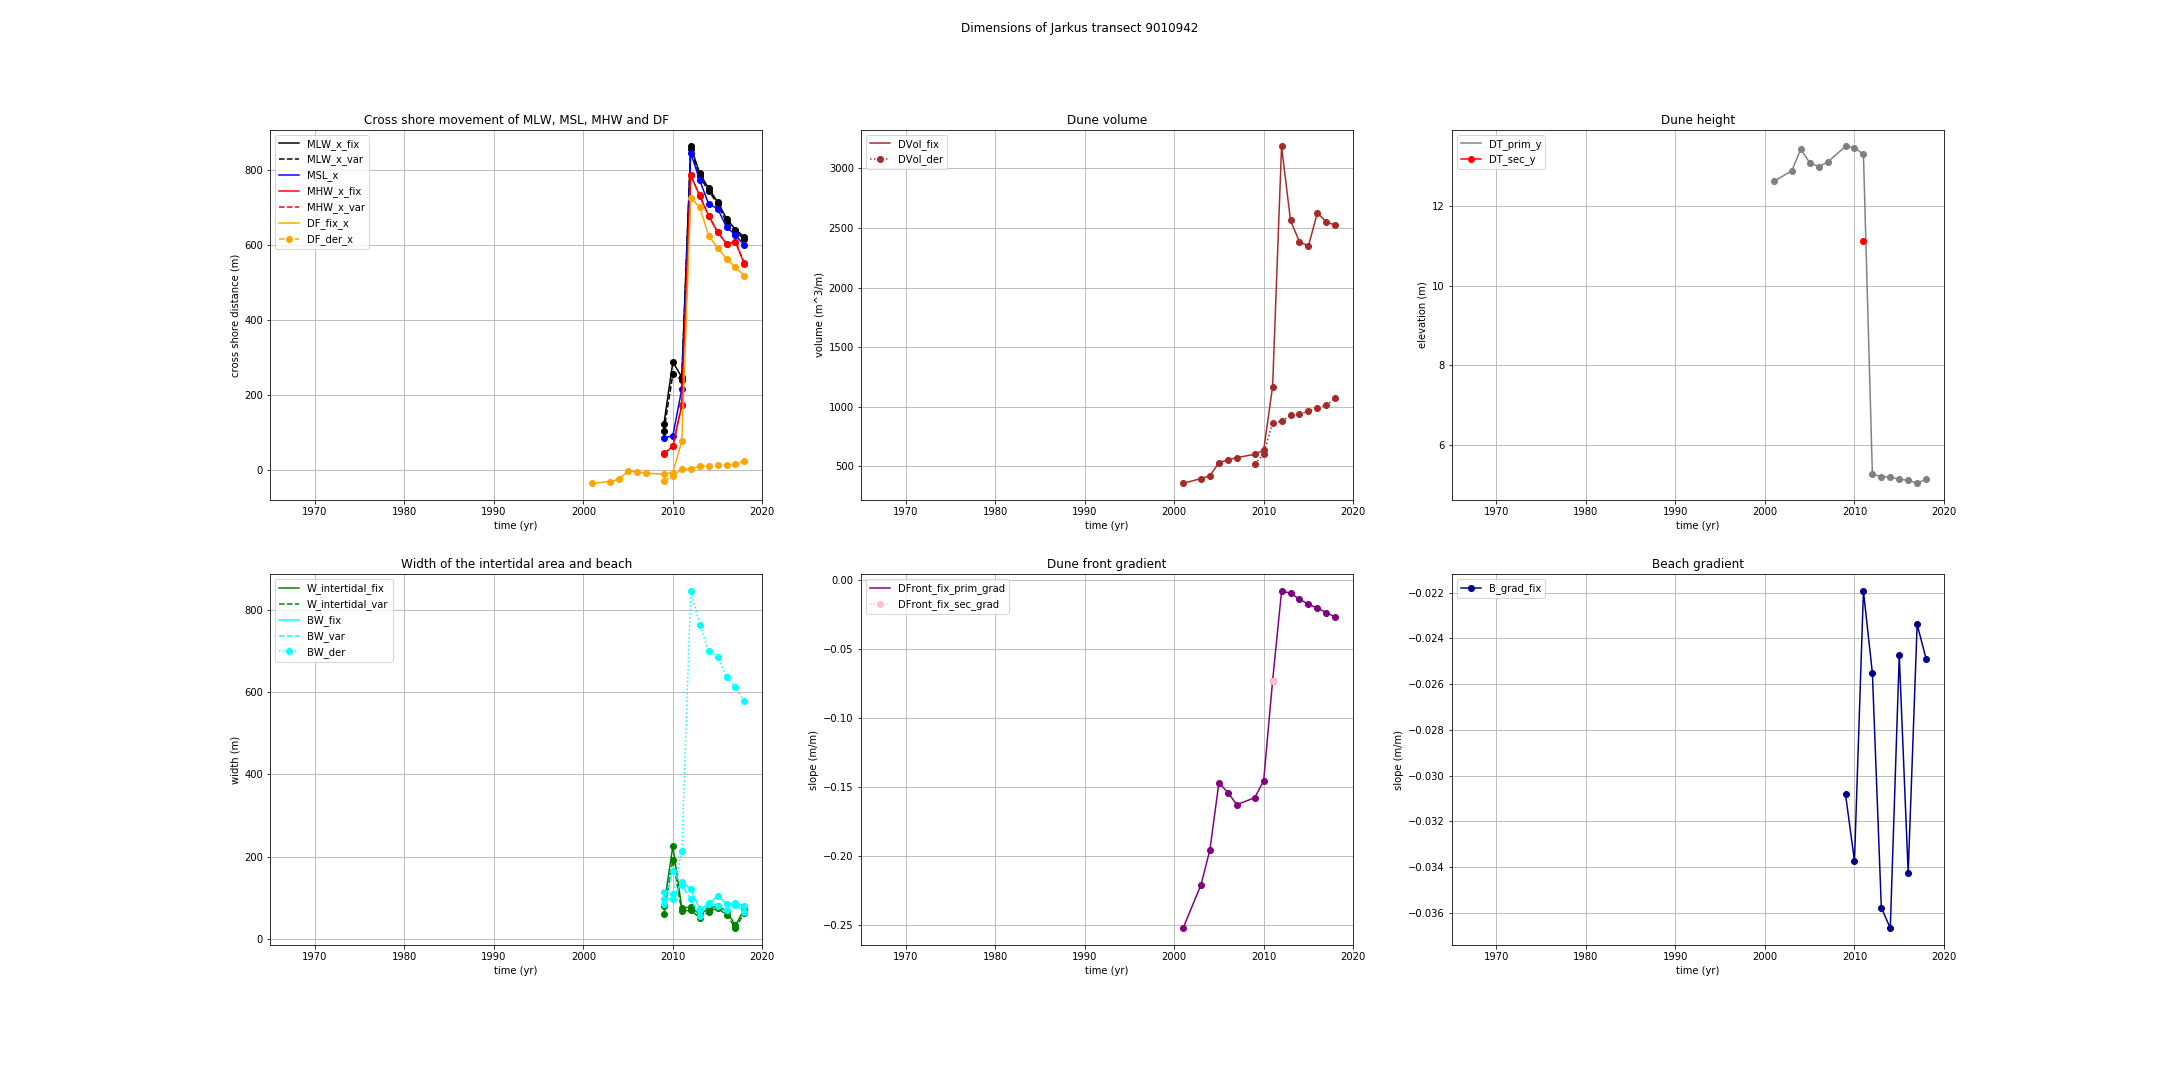 Dimensions of Jarkus transect 9010942
Cross shore movement of MLW, MSL, MHW and DF
MLW_x_fix
MLW_x_var
MSL_x
MHW_x_fix
MHW_x_var
DF_fix_x
DF_der_x
cross shore distance (m)
800
600
400
200
0
1970 1980 1990 2000 2010 2020
time (yr)
Dune volume
DVol_fix
DVol_der
volume (m^3/m)
3000
2500
2000
1500
1000
500
1970 1980 1990 2000 2010 2020
time (yr)
Dune height
DT_prim_y
DT_sec_y
elevation (m)
12
10
8
6
1970 1980 1990 2000 2010 2020
time (yr)
Width of the intertidal area and beach
W_intertidal_fix
W_intertidal_var
BW_fix
BW_var
BW_der
width (m)
800
600
400
200
0
1970 1980 1990 2000 2010 2020
time (yr)
Dune front gradient
DFront_fix_prim_grad
DFront_fix_sec_grad
slope (m/m)
0.00
−0.05
−0.10
−0.15
−0.20
−0.25
1970 1980 1990 2000 2010 2020
time (yr)
Beach gradient
B_grad_fix
slope (m/m)
−0.022
−0.024
−0.026
−0.028
−0.030
−0.032
−0.034
−0.036
1970 1980 1990 2000 2010 2020
time (yr)